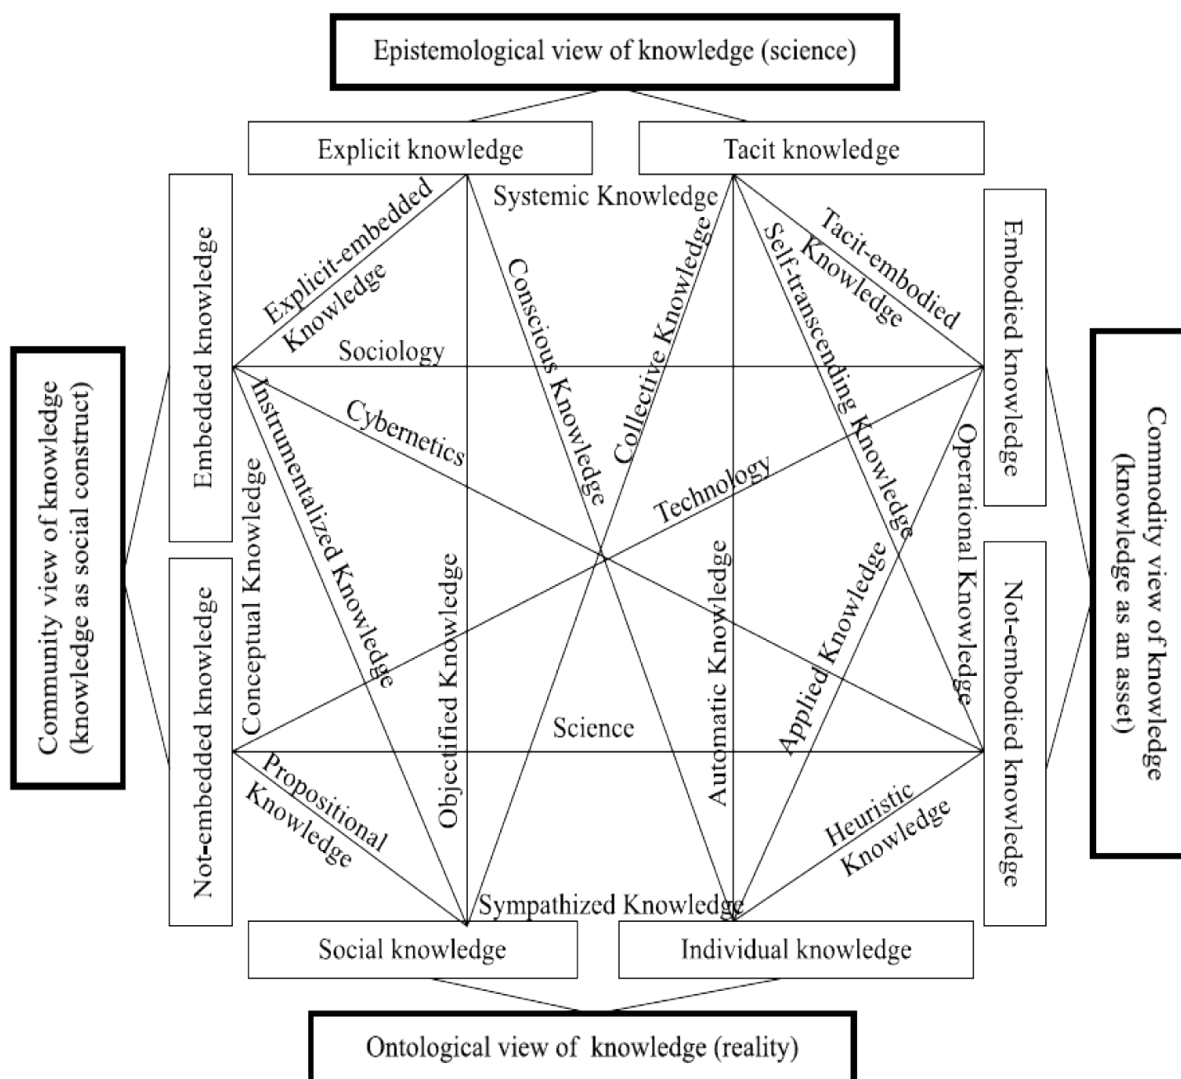 Epistemological view of knowledge (science)
Explicit knowledge
Tacit knowledge
Systemic Knowledge
Explicit-embedded
Knowledge
Tacit-embodied
Knowledge
Embedded knowledge
Embodied knowledge
Conscious Knowledge
Collective Knowledge
Self-transcending Knowledge
Sociology
Cybernetics
Technology
Instrumentalized Knowledge
Conceptual Knowledge
Operational Knowledge
Community view of knowledge
(knowledge as social construct)
Commodity view of knowledge
(knowledge as an asset)
Objectified Knowledge
Automatic Knowledge
Applied Knowledge
Not-embedded knowledge
Not-embodied knowledge
Science
Propositional
Knowledge
Heuristic
Knowledge
Sympathized Knowledge
Social knowledge
Individual knowledge
Ontological view of knowledge (reality)